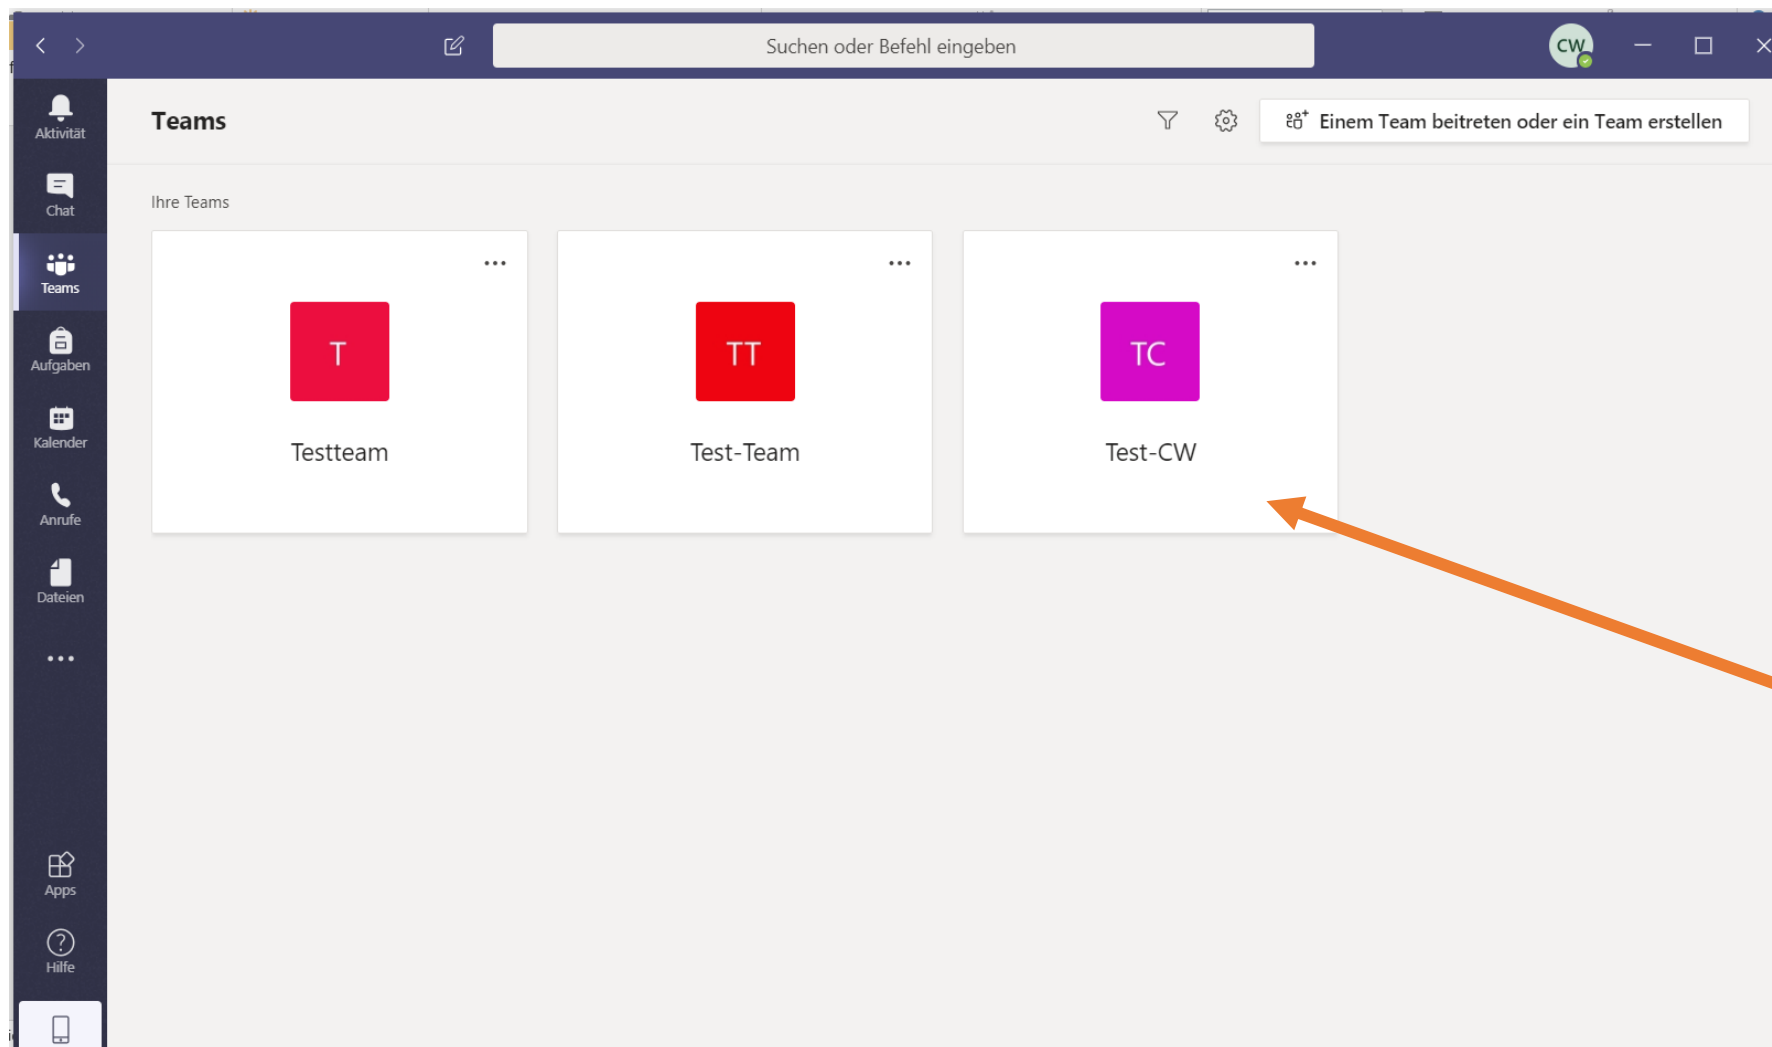 Suchen oder Befehl eingeben
CW
Aktivität
Chat
Teams
Aufgaben
Kalender
Anrufe
Dateien
Apps
Hilfe
Teams
Einem Team beitreten oder ein Team erstellen
Ihre Teams
T
Testteam
TT
Test-Team
TC
Test-CW